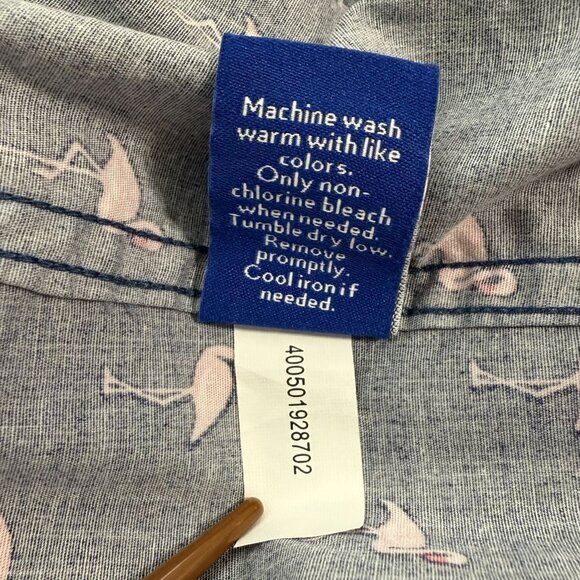 Machine wash
warm with like
colors.
Only non-
chlorine bleach
when needed.
Tumble dry low.
Remove
promptly.
Cool iron if
needed.
400501928702